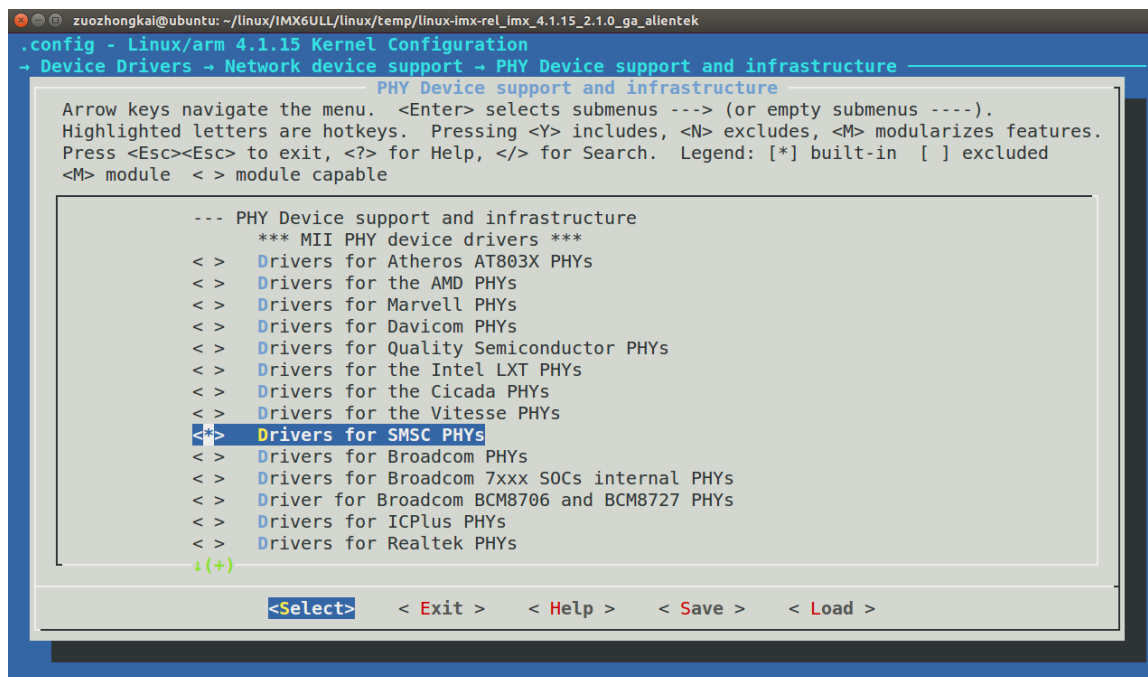 zuozhongkai@ubuntu: ~/linux/IMX6ULL/linux/temp/linux-imx-rel_imx_4.1.15_2.1.0_ga_alientek
.config - Linux/arm 4.1.15 Kernel Configuration
→ Device Drivers → Network device support → PHY Device support and infrastructure
PHY Device support and infrastructure
Arrow keys navigate the menu.  <Enter> selects submenus ---> (or empty submenus ----).
Highlighted letters are hotkeys.  Pressing <Y> includes, <N> excludes, <M> modularizes features.
Press <Esc><Esc> to exit, <?> for Help, </> for Search.  Legend: [*] built-in  [ ] excluded
<M> module  < > module capable
--- PHY Device support and infrastructure
*** MII PHY device drivers ***
< >   Drivers for Atheros AT803X PHYs
< >   Drivers for the AMD PHYs
< >   Drivers for Marvell PHYs
< >   Drivers for Davicom PHYs
< >   Drivers for Quality Semiconductor PHYs
< >   Drivers for the Intel LXT PHYs
< >   Drivers for the Cicada PHYs
< >   Drivers for the Vitesse PHYs
<*>   Drivers for SMSC PHYs
< >   Drivers for Broadcom PHYs
< >   Drivers for Broadcom 7xxx SOCs internal PHYs
< >   Driver for Broadcom BCM8706 and BCM8727 PHYs
< >   Drivers for ICPlus PHYs
< >   Drivers for Realtek PHYs
↓(+)
<Select>    < Exit >    < Help >    < Save >    < Load >